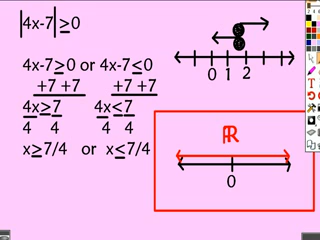 |4x-7| ≥0
4x-7≥0 or 4x-7≤0
+7 +7 +7 +7
4x≥7 4x≤7
4 4 4 4
x≥7/4 or x≤7/4
0 1 2
ℝ
0